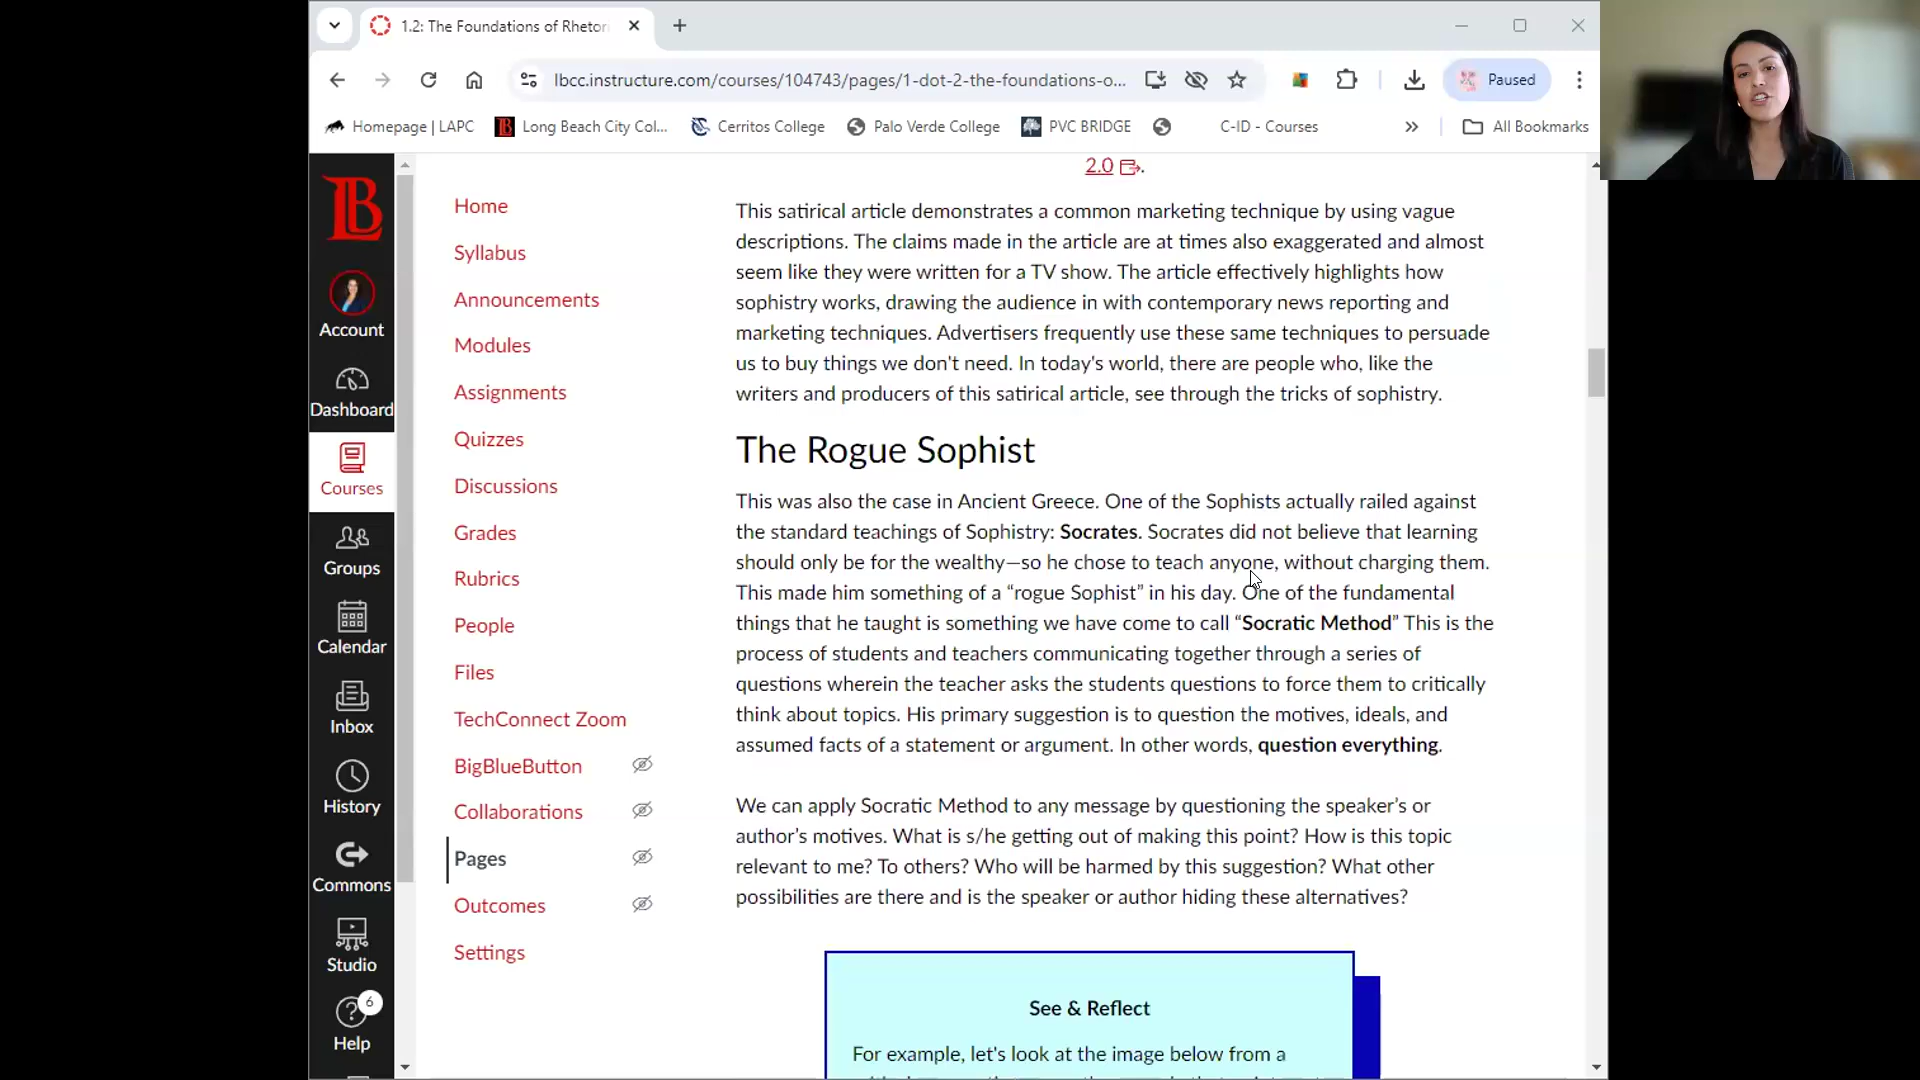 1.2: The Foundations of Rhetor
lbcc.instructure.com/courses/104743/pages/1-dot-2-the-foundations-o...
Paused
Homepage | LAPC
Long Beach City Col...
Cerritos College
Palo Verde College
PVC BRIDGE
C-ID - Courses
»
All Bookmarks
LB
Account
Dashboard
Courses
Groups
Calendar
Inbox
History
Commons
Studio
6
Help
Home
Syllabus
Announcements
Modules
Assignments
Quizzes
Discussions
Grades
Rubrics
People
Files
TechConnect Zoom
BigBlueButton
Collaborations
Pages
Outcomes
Settings
2.0.
This satirical article demonstrates a common marketing technique by using vague
descriptions. The claims made in the article are at times also exaggerated and almost
seem like they were written for a TV show. The article effectively highlights how
sophistry works, drawing the audience in with contemporary news reporting and
marketing techniques. Advertisers frequently use these same techniques to persuade
us to buy things we don't need. In today's world, there are people who, like the
writers and producers of this satirical article, see through the tricks of sophistry.
The Rogue Sophist
This was also the case in Ancient Greece. One of the Sophists actually railed against
the standard teachings of Sophistry: Socrates. Socrates did not believe that learning
should only be for the wealthy—so he chose to teach anyone, without charging them.
This made him something of a “rogue Sophist” in his day. One of the fundamental
things that he taught is something we have come to call “Socratic Method” This is the
process of students and teachers communicating together through a series of
questions wherein the teacher asks the students questions to force them to critically
think about topics. His primary suggestion is to question the motives, ideals, and
assumed facts of a statement or argument. In other words, question everything.
We can apply Socratic Method to any message by questioning the speaker’s or
author’s motives. What is s/he getting out of making this point? How is this topic
relevant to me? To others? Who will be harmed by this suggestion? What other
possibilities are there and is the speaker or author hiding these alternatives?
See & Reflect
For example, let's look at the image below from a